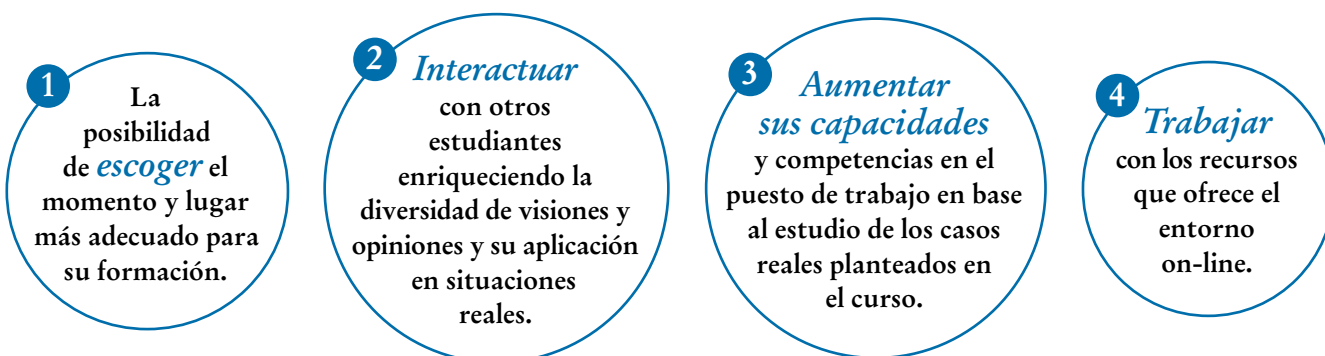 1
La
posibilidad
de escoger el
momento y lugar
más adecuado para
su formación.
2
Interactuar
con otros
estudiantes
enriqueciendo la
diversidad de visiones y
opiniones y su aplicación
en situaciones
reales.
3
Aumentar
sus capacidades
y competencias en el
puesto de trabajo en base
al estudio de los casos
reales planteados en
el curso.
4
Trabajar
con los recursos
que ofrece el
entorno
on-line.